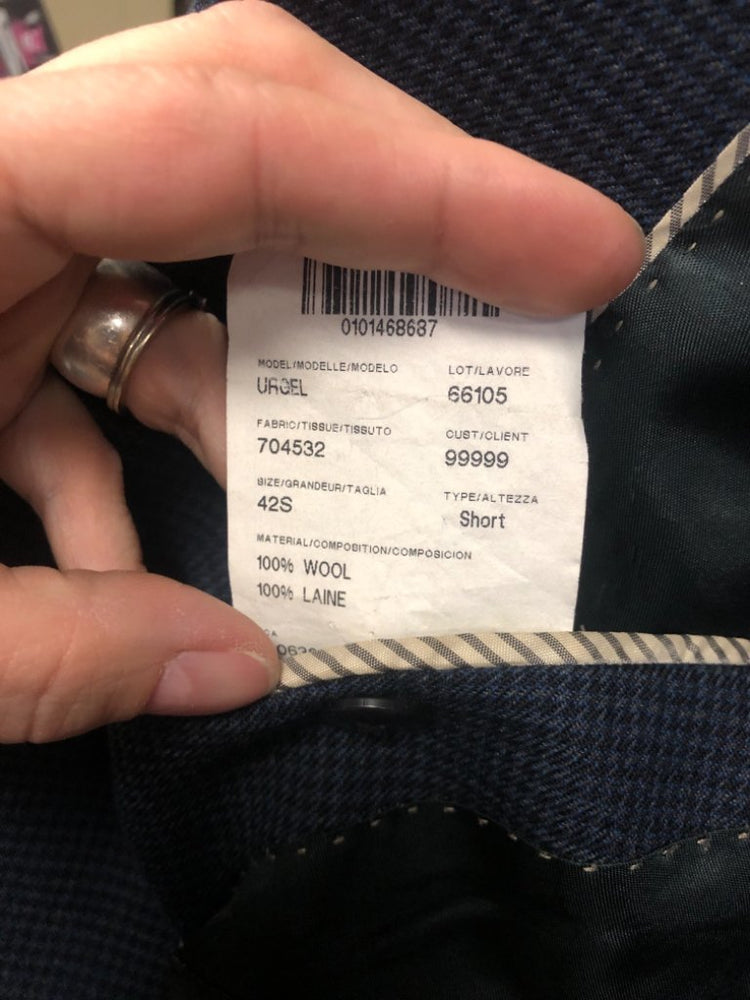 0101468687
MODEL/MODELLE/MODELO
URGEL
LOT/LAVORE
66105
FABRIC/TISSUE/TISSUTO
704532
CUST/CLIENT
99999
SIZE/GRANDEUR/TAGLIA
42S
TYPE/ALTEZZA
Short
MATERIAL/COMPOSITION/COMPOSICION
100% WOOL
100% LAINE